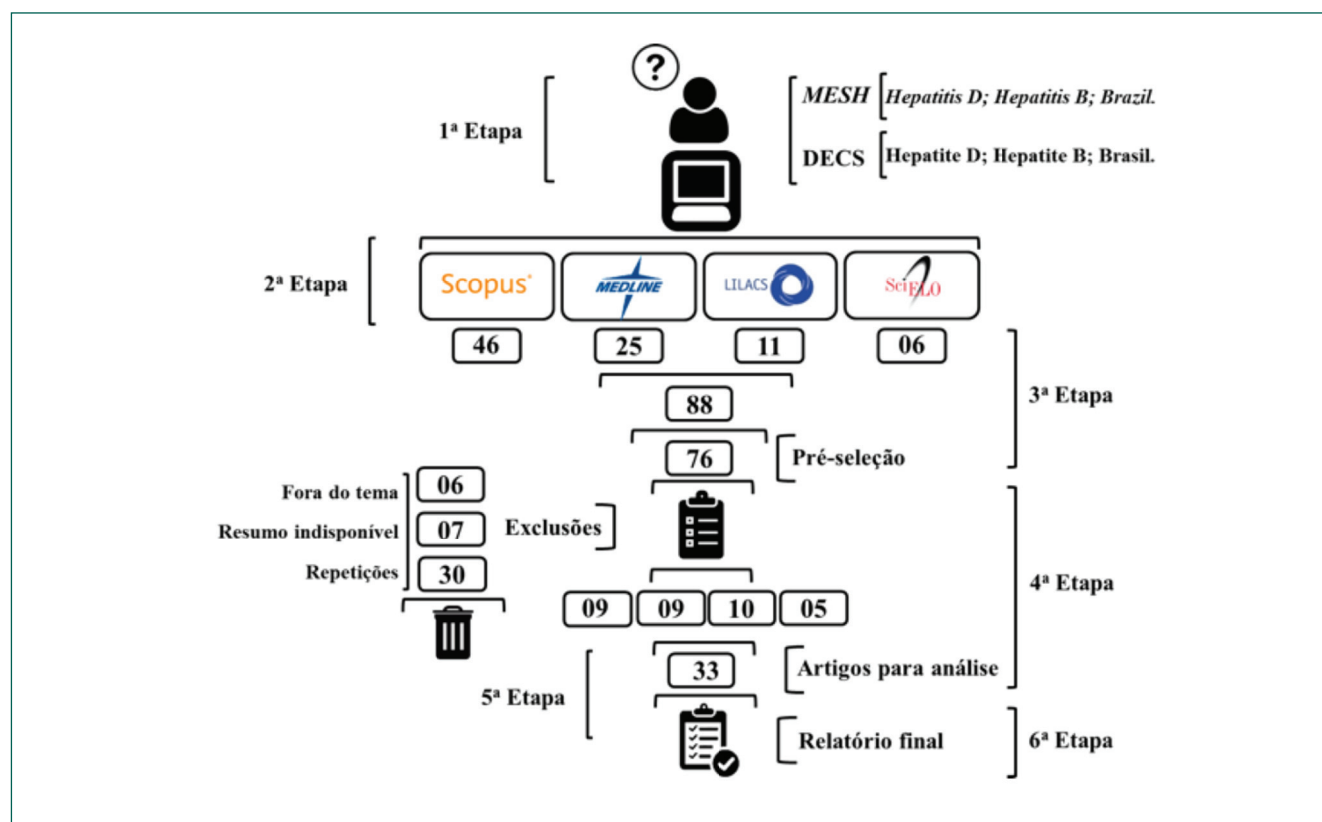 ?
1ª Etapa
MESH
Hepatitis D; Hepatitis B; Brazil.
DECS
Hepatite D; Hepatite B; Brasil.
2ª Etapa
Scopus®
MEDLINE
LILACS
SciELO
46
25
11
06
3ª Etapa
88
76
Pré-seleção
Fora do tema
06
Resumo indisponível
07
Exclusões
Repetições
30
4ª Etapa
09
09
10
05
5ª Etapa
33
Artigos para análise
Relatório final
6ª Etapa